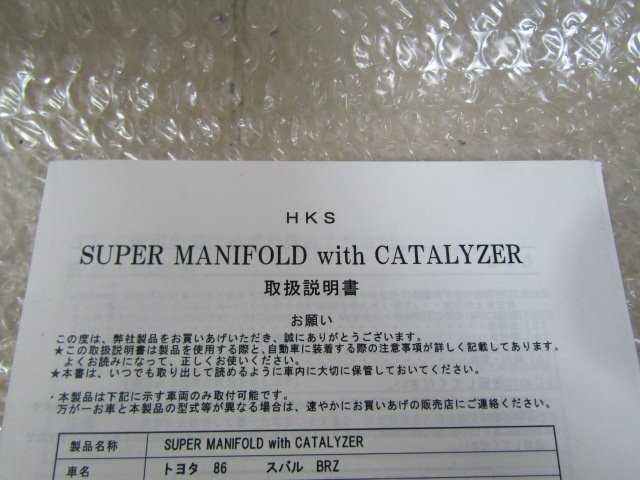 HKS
SUPER MANIFOLD with CATALYZER
取扱説明書
お願い
この度は、弊社製品をお買いあげいただき、誠にありがとうございます。
★この取扱説明書は製品を使用する際と、自動車に装着する際の注意事項が詳しく記載してあります。
よくお読みになって、正しくお使いください。
★本書は、いつでも取り出して読めるように車内に大切に保管しておいてください。
・本製品は下記に示す車両のみ取付可能です。
万が一お車と本製品の型式等が異なる場合は、速やかにお買いあげの販売店にご連絡ください。
製品名称 SUPER MANIFOLD with CATALYZER
車名 トヨタ 86 スバル BRZ